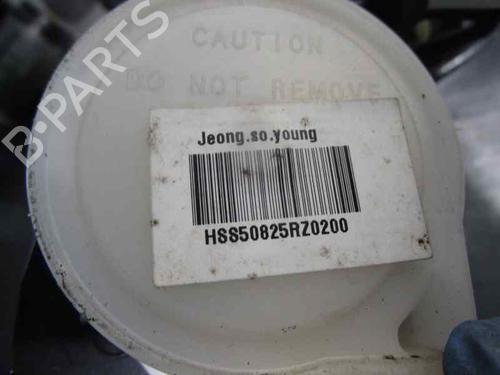 CAUTION
DO NOT REMOVE
Jeong.so.young
HSS50825RZ0200
B-PARTS